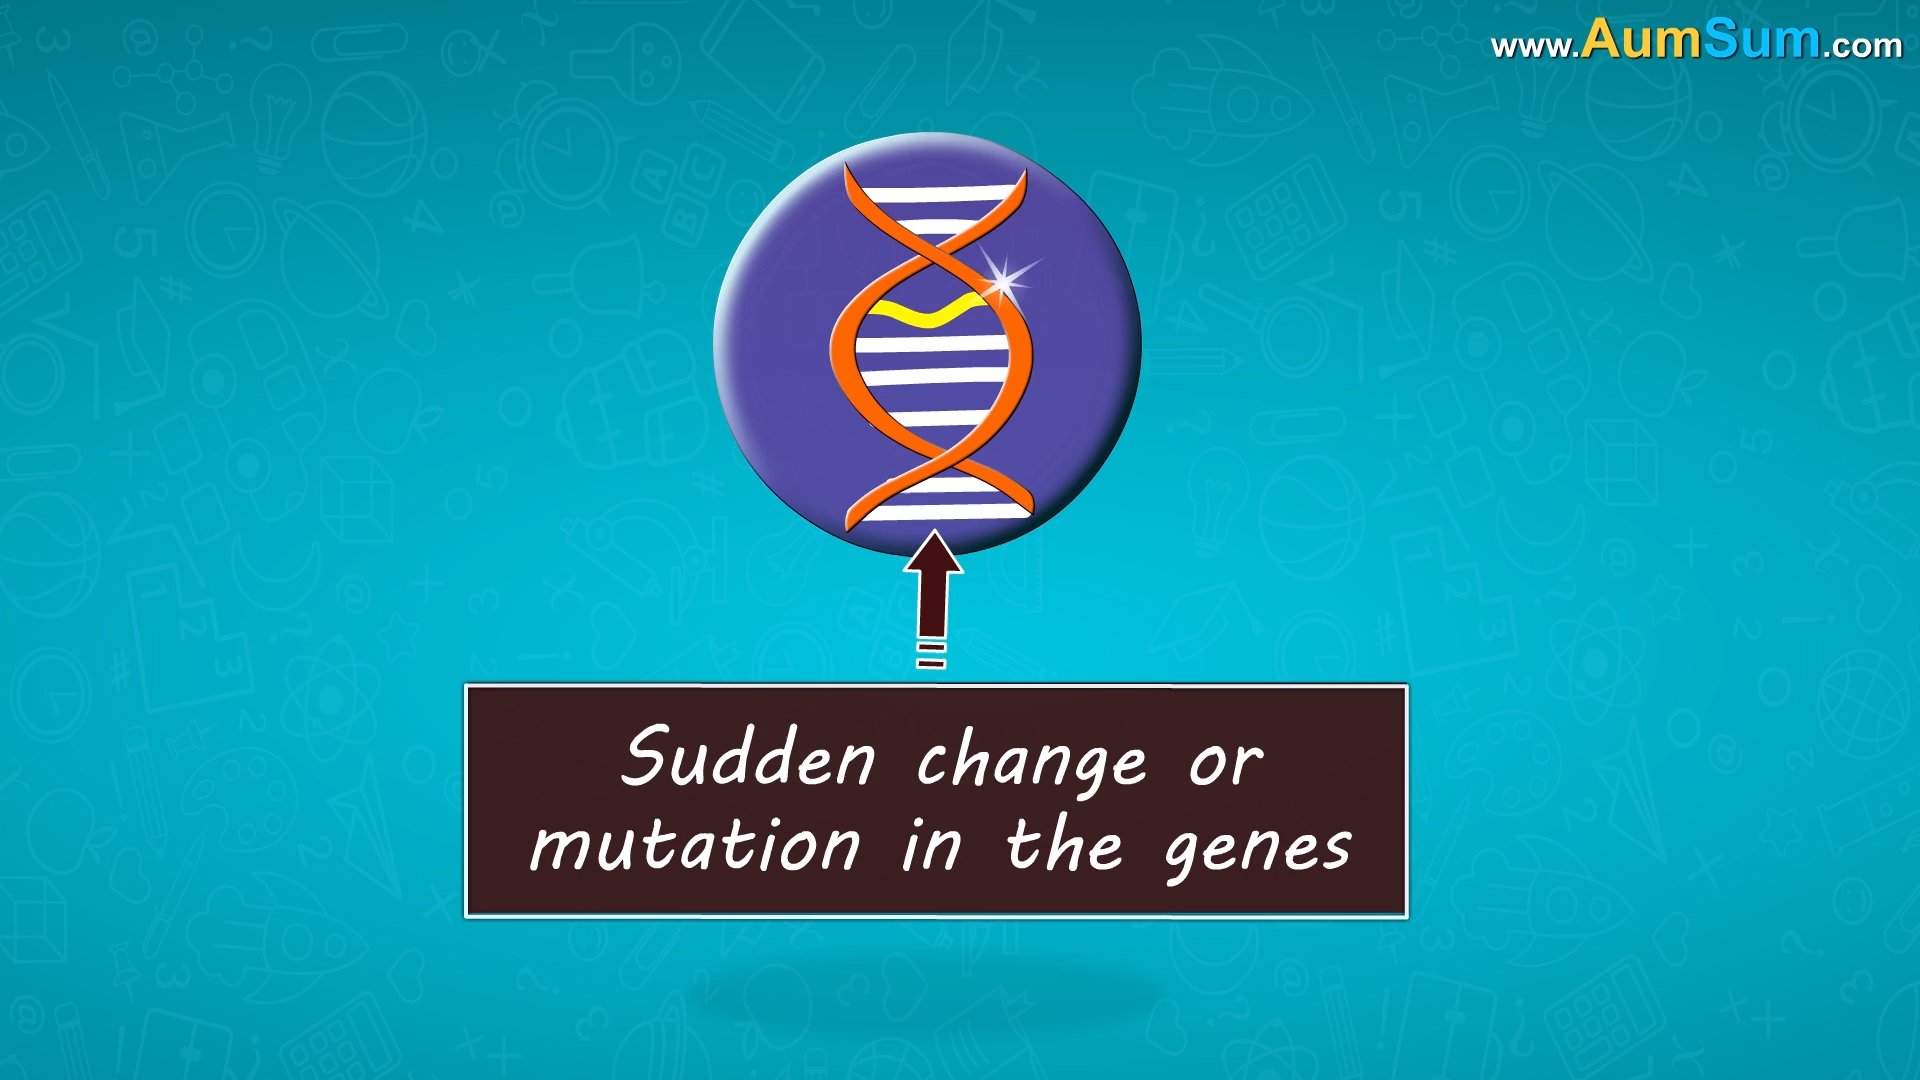 www.AumSum.com
Sudden change or
mutation in the genes